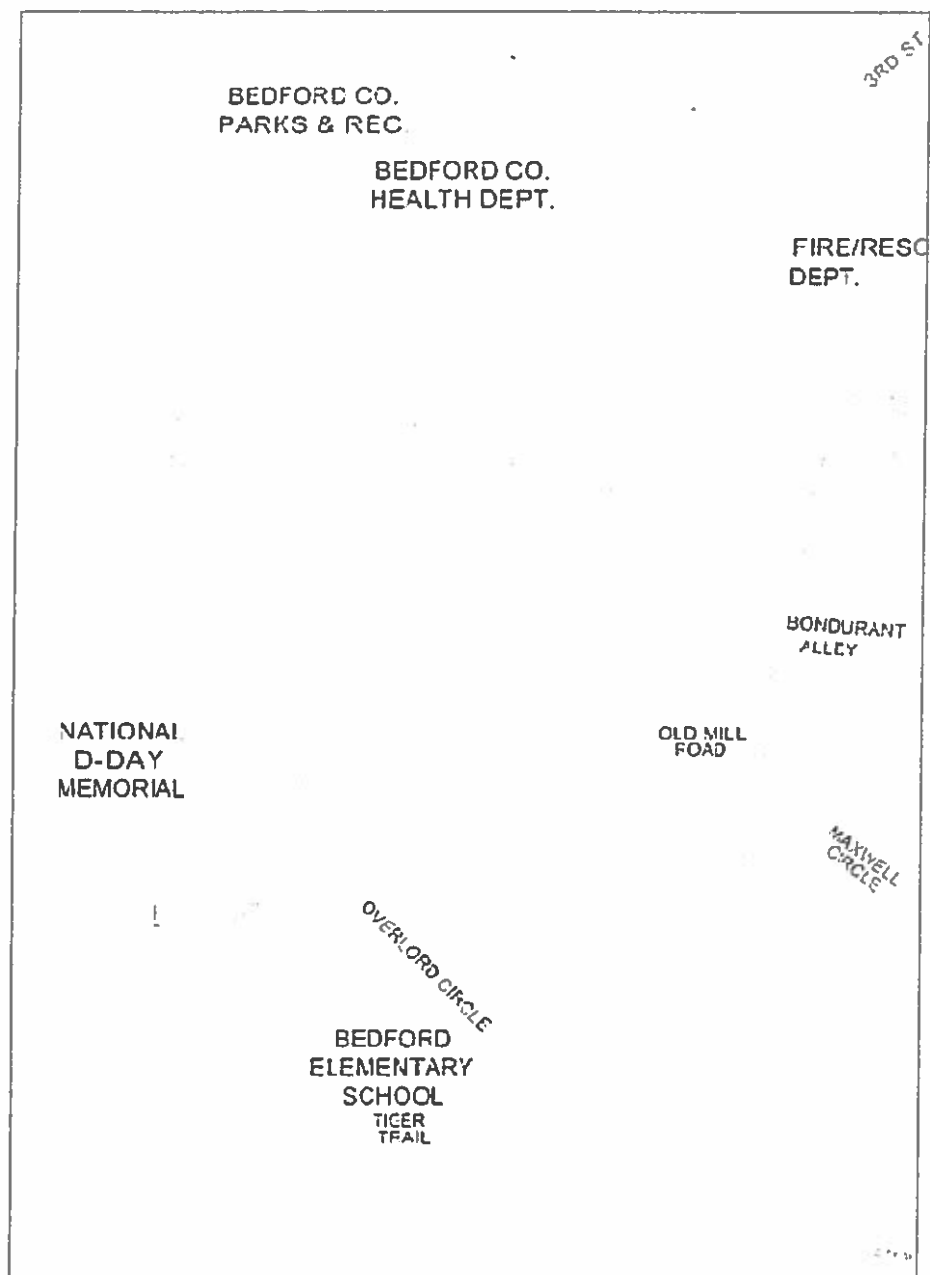 3RD ST
BEDFORD CO.
PARKS & REC.
BEDFORD CO.
HEALTH DEPT.
FIRE/RESC
DEPT.
BONDURANT
ALLEY
NATIONAL
D-DAY
MEMORIAL
OLD MILL
ROAD
MAXWELL
CIRCLE
OVERLORD CIRCLE
BEDFORD
ELEMENTARY
SCHOOL
TIGER
TRAIL